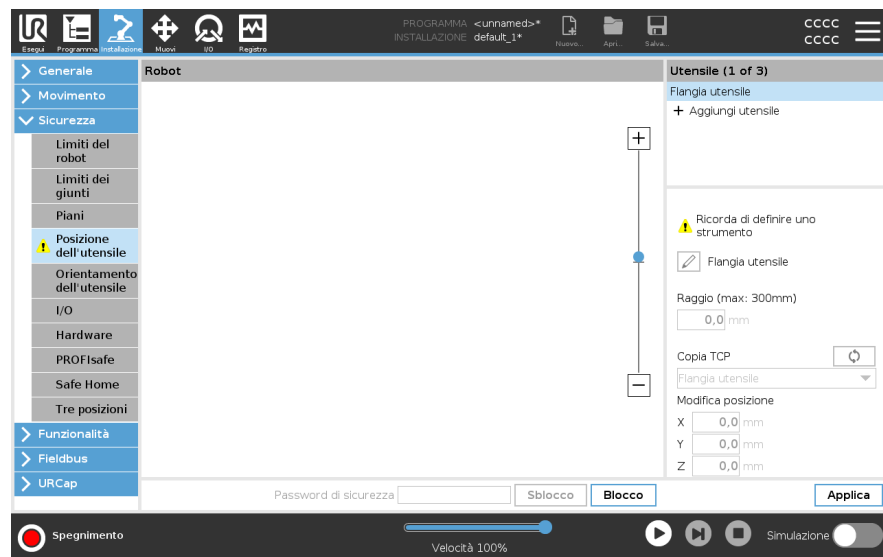 PROGRAMMA <unnamed>*
INSTALLAZIONE default_1*
UR
Esegui
Programma
Installazione
Muovi
I/O
Registro
Nuovo...
Apri...
Salva...
CCCC
CCCC
Generale
Movimento
Sicurezza
Limiti del
robot
Limiti dei
giunti
Piani
Posizione
dell'utensile
Orientamento
dell'utensile
I/O
Hardware
PROFIsafe
Safe Home
Tre posizioni
Funzionalità
Fieldbus
URCap
Robot
Utensile (1 of 3)
Flangia utensile
+ Aggiungi utensile
Ricorda di definire uno
strumento
Flangia utensile
Raggio (max: 300mm)
0,0 mm
Copia TCP
Flangia utensile
Modifica posizione
X 0,0 mm
Y 0,0 mm
Z 0,0 mm
Password di sicurezza
Sblocco
Blocco
Applica
Spegnimento
Velocità 100%
Simulazione